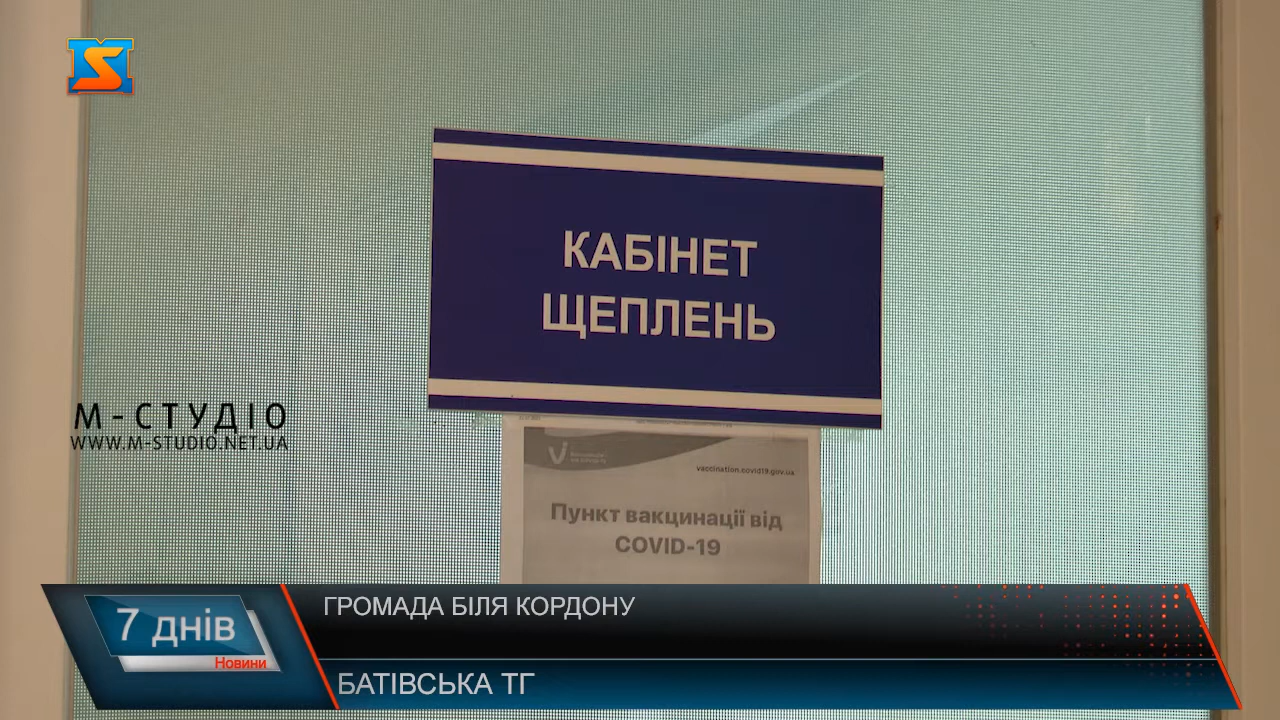 КАБІНЕТ
ЩЕПЛЕНЬ
М-СТУДІО
WWW.M-STUDIO.NET.UA
vaccination.covid19.gov.ua
Пункт вакцинації від
COVID-19
7 днів
Новини
ГРОМАДА БІЛЯ КОРДОНУ
БАТІВСЬКА ТГ